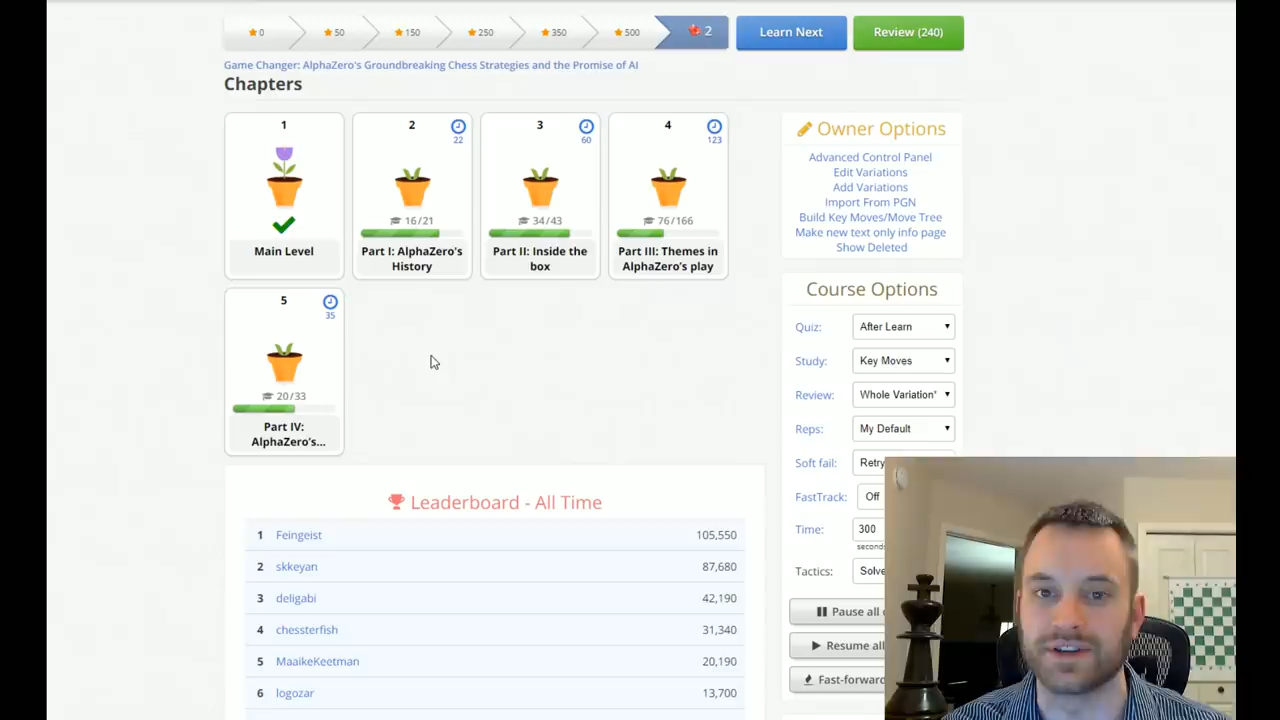 0
50
150
250
350
500
2
Learn Next
Review (240)
Game Changer: AlphaZero's Groundbreaking Chess Strategies and the Promise of AI
Chapters
1
Main Level
2
22
16/21
Part I: AlphaZero's
History
3
60
34/43
Part II: Inside the
box
4
123
76/166
Part III: Themes in
AlphaZero's play
5
35
20/33
Part IV:
AlphaZero's...
Owner Options
Advanced Control Panel
Edit Variations
Add Variations
Import From PGN
Build Key Moves/Move Tree
Make new text only info page
Show Deleted
Course Options
Quiz: After Learn
Study: Key Moves
Review: Whole Variation*
Reps: My Default
Soft fail: Retry
FastTrack: Off
Time: 300
seconds
Tactics: Solve
Pause all
Resume all
Fast-forward
Leaderboard - All Time
1 Feingeist 105,550
2 skkeyan 87,680
3 deligabi 42,190
4 chessterfish 31,340
5 MaaikeKeetman 20,190
6 logozar 13,700